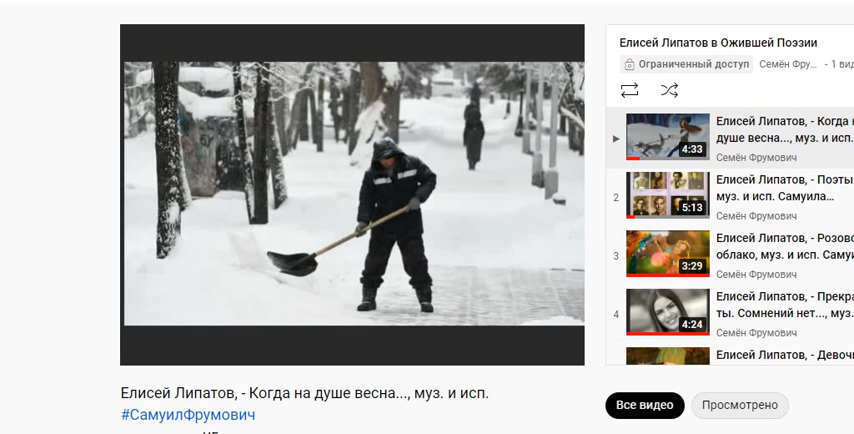 Елисей Липатов в Ожившей Поэзии
Ограниченный доступ Семён Фру... - 1 вид
Елисей Липатов, - Когда
душе весна..., муз. и исп.
4:33
Семён Фрумович
2
Елисей Липатов, - Поэты
муз. и исп. Самуила...
5:13
Семён Фрумович
3
Елисей Липатов, - Розово
облако, муз. и исп. Саму
3:29
Семён Фрумович
4
Елисей Липатов, - Прекра
ты. Сомнений нет..., муз.
4:24
Семён Фрумович
Елисей Липатов, - Девоч
Елисей Липатов, - Когда на душе весна..., муз. и исп.
#СамуилФрумович
Все видео Просмотрено